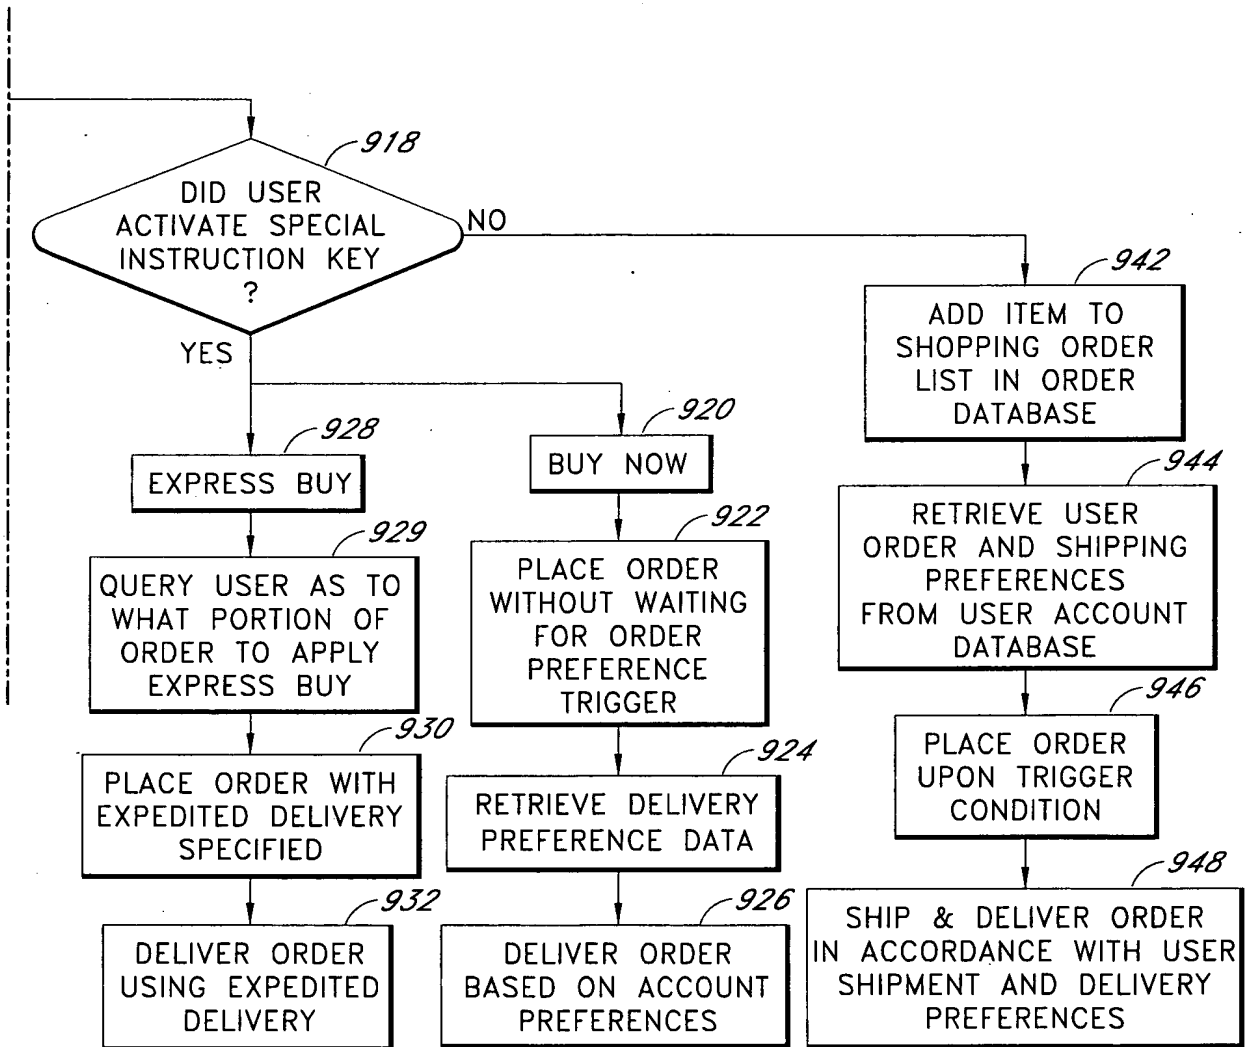 918
DID USER
ACTIVATE SPECIAL
INSTRUCTION KEY
?
NO
YES
928
EXPRESS BUY
929
QUERY USER AS TO
WHAT PORTION OF
ORDER TO APPLY
EXPRESS BUY
930
PLACE ORDER WITH
EXPEDITED DELIVERY
SPECIFIED
932
DELIVER ORDER
USING EXPEDITED
DELIVERY
920
BUY NOW
922
PLACE ORDER
WITHOUT WAITING
FOR ORDER
PREFERENCE
TRIGGER
924
RETRIEVE DELIVERY
PREFERENCE DATA
926
DELIVER ORDER
BASED ON ACCOUNT
PREFERENCES
942
ADD ITEM TO
SHOPPING ORDER
LIST IN ORDER
DATABASE
944
RETRIEVE USER
ORDER AND SHIPPING
PREFERENCES
FROM USER ACCOUNT
DATABASE
946
PLACE ORDER
UPON TRIGGER
CONDITION
948
SHIP & DELIVER ORDER
IN ACCORDANCE WITH USER
SHIPMENT AND DELIVERY
PREFERENCES